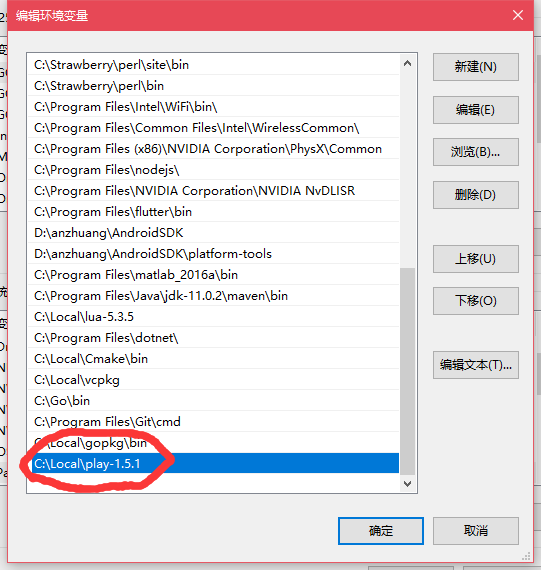 编辑环境变量
C:\Strawberry\perl\site\bin
C:\Strawberry\perl\bin
C:\Program Files\Intel\WiFi\bin\
C:\Program Files\Common Files\Intel\WirelessCommon\
C:\Program Files (x86)\NVIDIA Corporation\PhysX\Common
C:\Program Files\nodejs\
C:\Program Files\NVIDIA Corporation\NVIDIA NvDLISR
C:\Program Files\flutter\bin
D:\anzhuang\AndroidSDK
D:\anzhuang\AndroidSDK\platform-tools
C:\Program Files\matlab_2016a\bin
C:\Program Files\Java\jdk-11.0.2\maven\bin
C:\Local\lua-5.3.5
C:\Program Files\dotnet\
C:\Local\Cmake\bin
C:\Local\vcpkg
C:\Go\bin
C:\Program Files\Git\cmd
C:\Local\gopkg\bin
C:\Local\play-1.5.1
新建(N)
编辑(E)
浏览(B)...
删除(D)
上移(U)
下移(O)
编辑文本(T)...
确定
取消